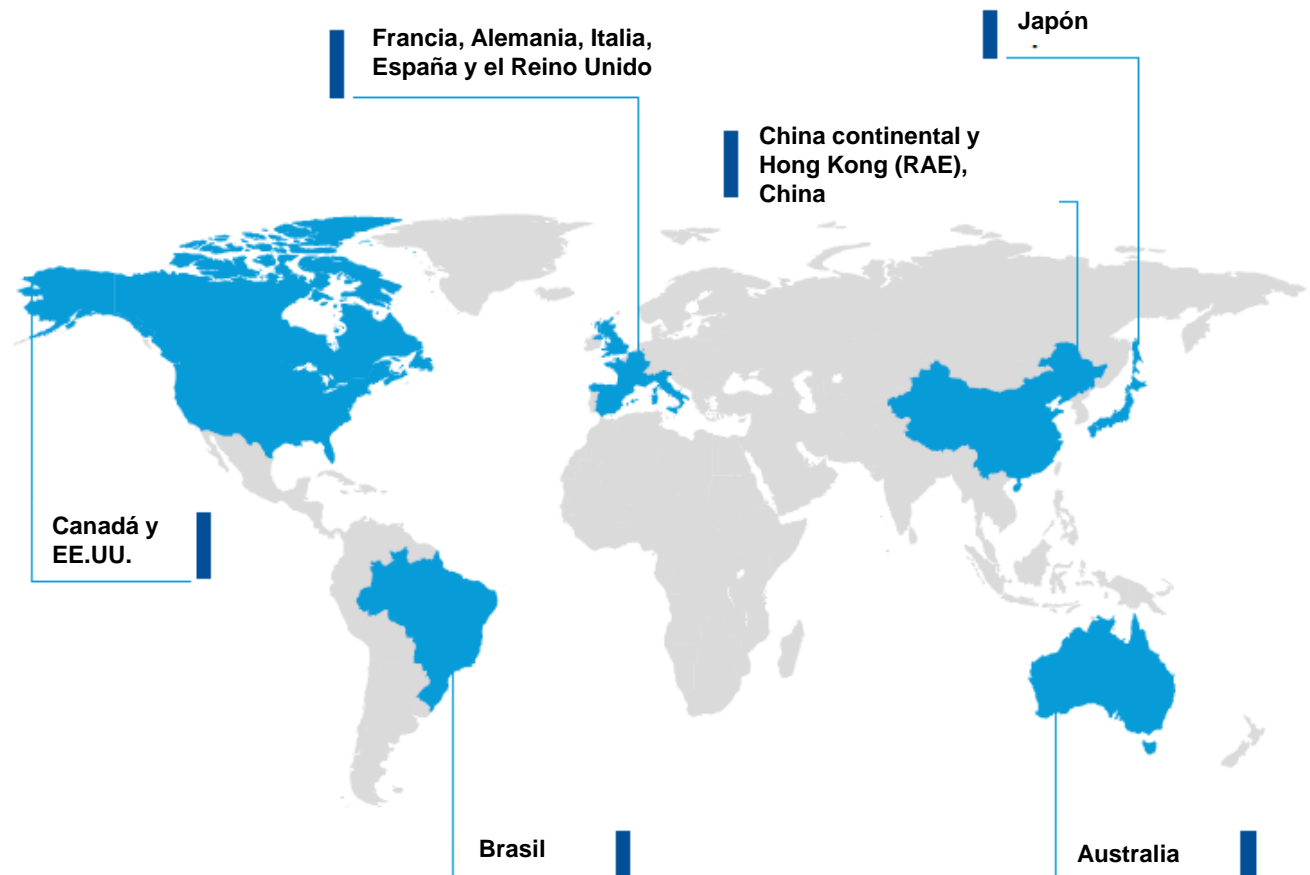 Japón
Francia, Alemania, Italia,
España y el Reino Unido
China continental y
Hong Kong (RAE),
China
Canadá y
EE.UU.
Brasil
Australia